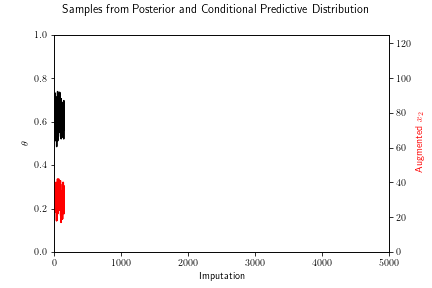 Samples from Posterior and Conditional Predictive Distribution
1.0
0.8
0.6
0.4
0.2
0.0
θ
120
100
80
60
40
20
0
Augmented x₂
0 1000 2000 3000 4000 5000
Imputation